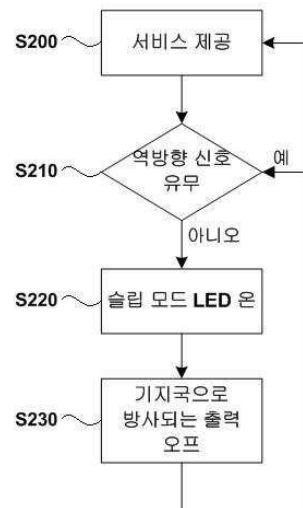 S200
서비스 제공
S210
역방향 신호
유무
예
아니오
S220
슬립 모드 LED 온
S230
기지국으로
방사되는 출력
오프